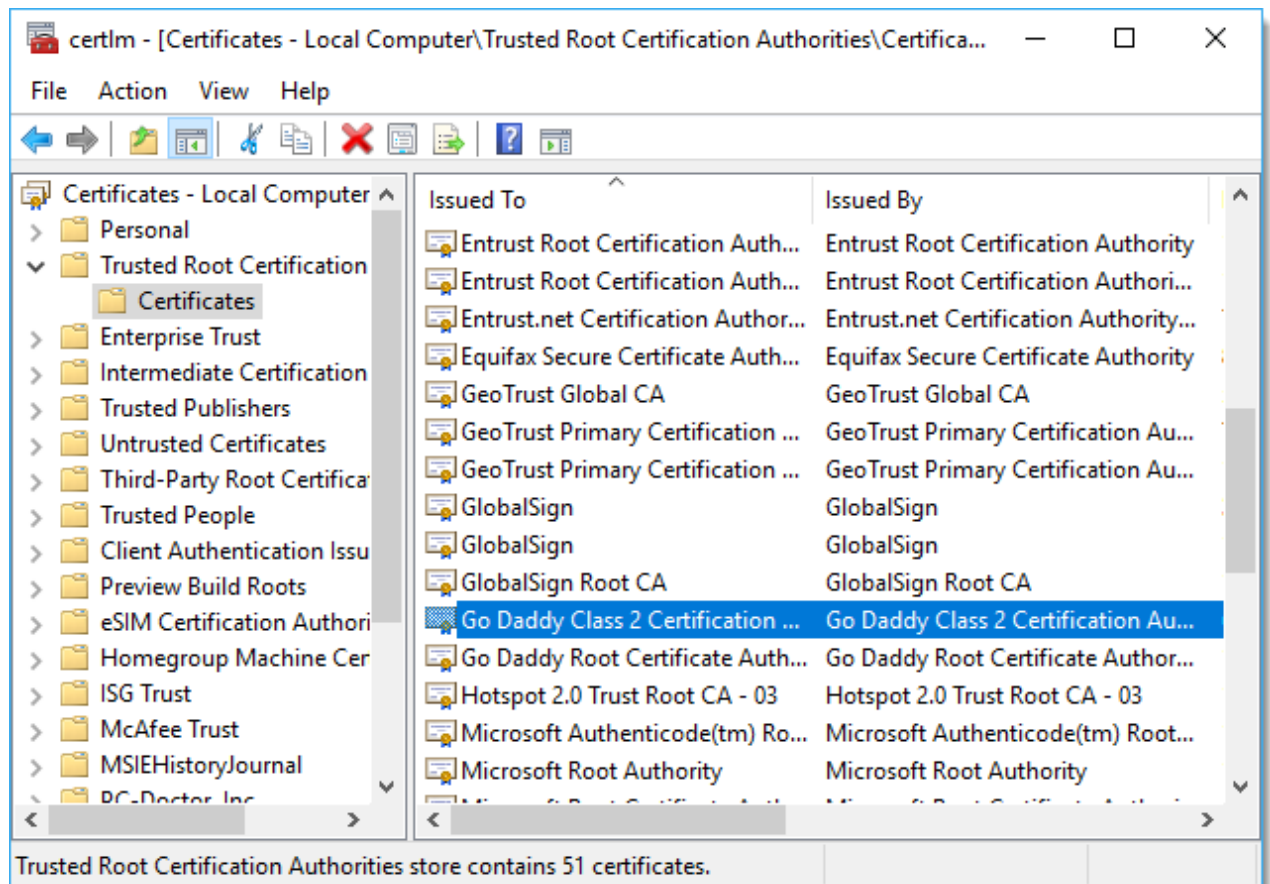 certlm - [Certificates - Local Computer\Trusted Root Certification Authorities\Certifica...
File Action View Help
Certificates - Local Computer
Personal
Trusted Root Certification
Certificates
Enterprise Trust
Intermediate Certification
Trusted Publishers
Untrusted Certificates
Third-Party Root Certifica
Trusted People
Client Authentication Issu
Preview Build Roots
eSIM Certification Authori
Homegroup Machine Cer
ISG Trust
McAfee Trust
MSIEHistoryJournal
PC-Doctor, Inc
Issued To Issued By
Entrust Root Certification Auth... Entrust Root Certification Authority
Entrust Root Certification Auth... Entrust Root Certification Authori...
Entrust.net Certification Author... Entrust.net Certification Authority...
Equifax Secure Certificate Auth... Equifax Secure Certificate Authority
GeoTrust Global CA GeoTrust Global CA
GeoTrust Primary Certification ... GeoTrust Primary Certification Au...
GeoTrust Primary Certification ... GeoTrust Primary Certification Au...
GlobalSign GlobalSign
GlobalSign GlobalSign
GlobalSign Root CA GlobalSign Root CA
Go Daddy Class 2 Certification ... Go Daddy Class 2 Certification Au...
Go Daddy Root Certificate Auth... Go Daddy Root Certificate Author...
Hotspot 2.0 Trust Root CA - 03 Hotspot 2.0 Trust Root CA - 03
Microsoft Authenticode(tm) Ro... Microsoft Authenticode(tm) Root...
Microsoft Root Authority Microsoft Root Authority
Trusted Root Certification Authorities store contains 51 certificates.